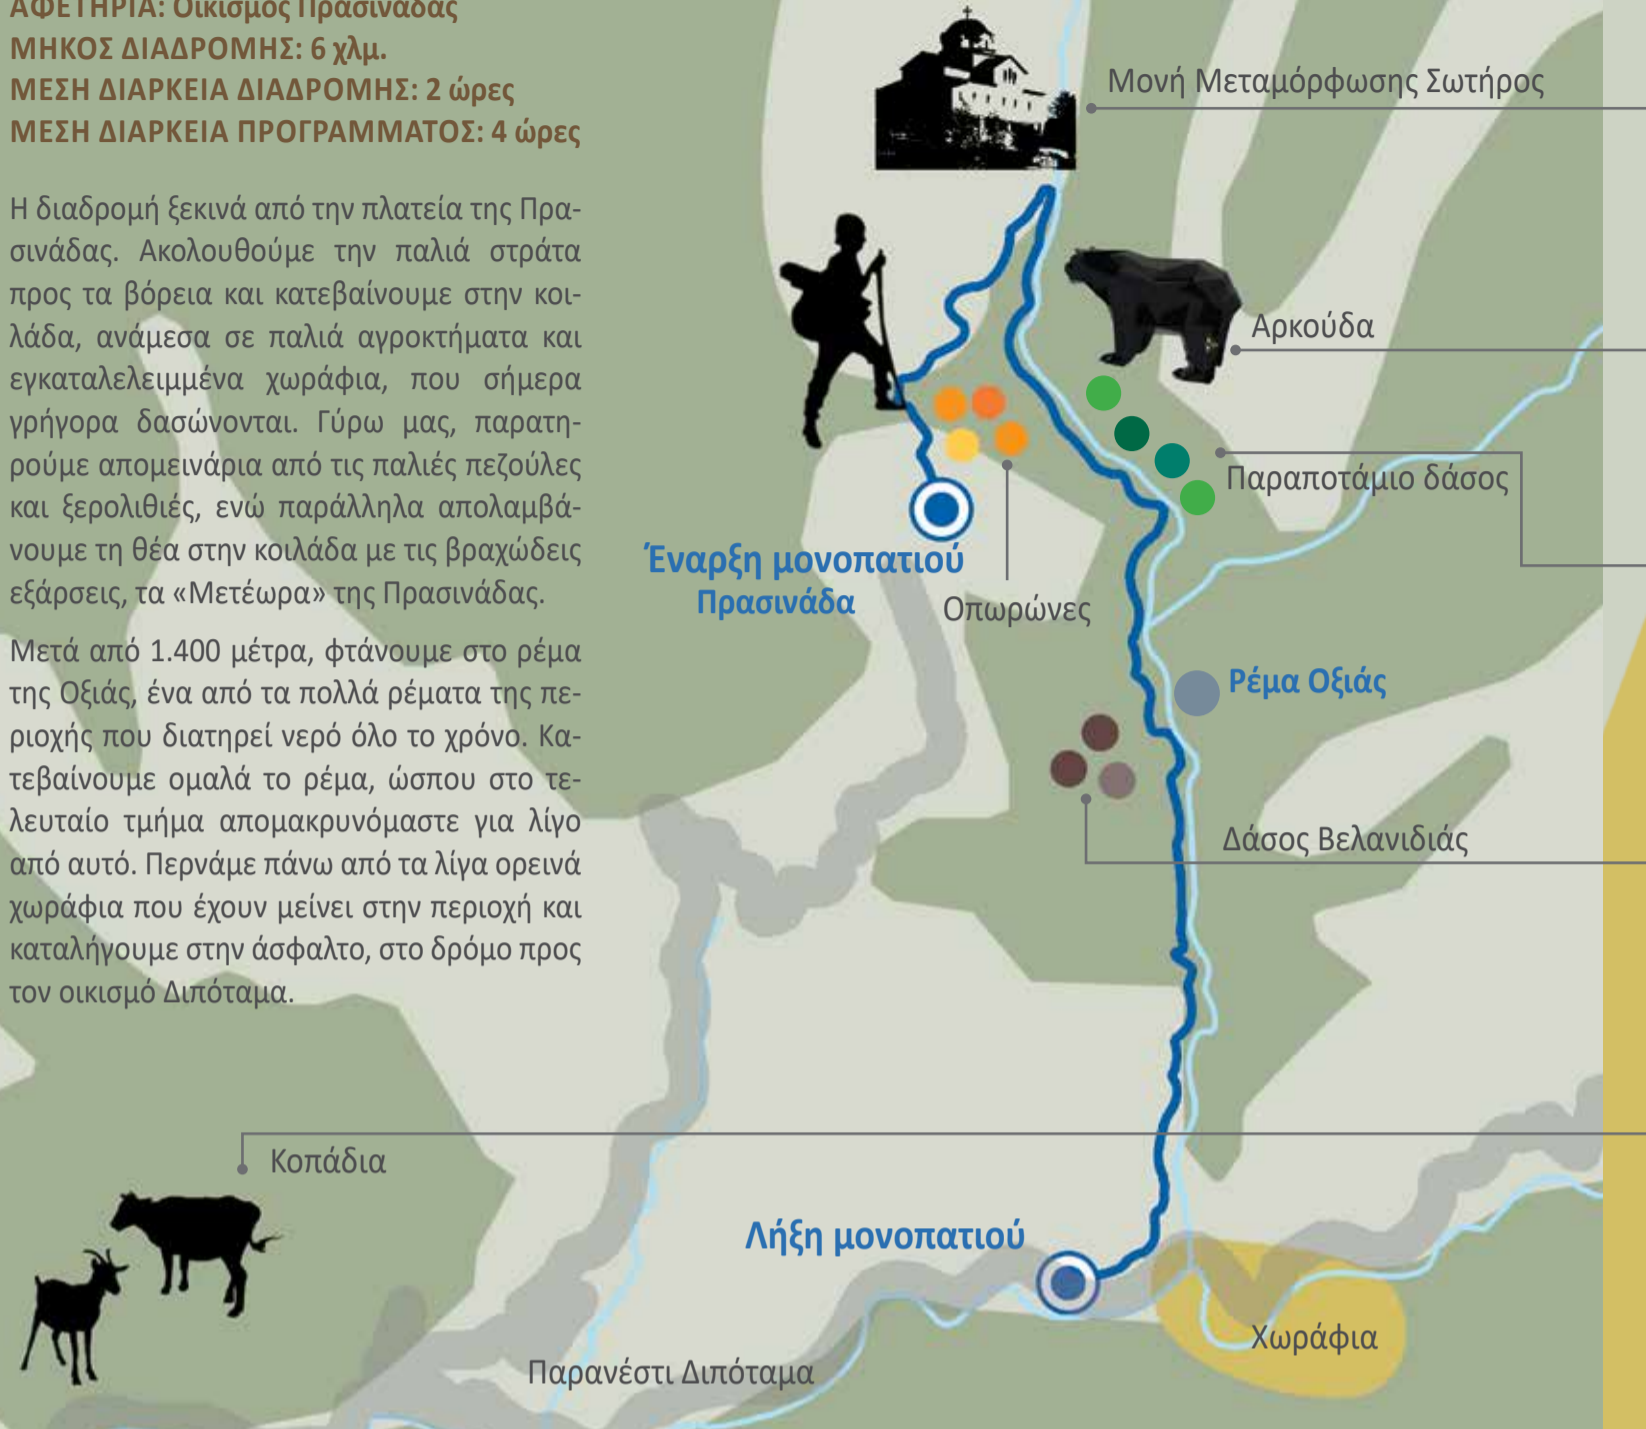 ΑΦΕΤΗΡΙΑ: Οικισμός Πρασινάδας
ΜΗΚΟΣ ΔΙΑΔΡΟΜΗΣ: 6 χλμ.
ΜΕΣΗ ΔΙΑΡΚΕΙΑ ΔΙΑΔΡΟΜΗΣ: 2 ώρες
ΜΕΣΗ ΔΙΑΡΚΕΙΑ ΠΡΟΓΡΑΜΜΑΤΟΣ: 4 ώρες
Η διαδρομή ξεκινά από την πλατεία της Πρα-
σινάδας. Ακολουθούμε την παλιά στράτα
προς τα βόρεια και κατεβαίνουμε στην κοι-
λάδα, ανάμεσα σε παλιά αγροκτήματα και
εγκαταλελειμμένα χωράφια, που σήμερα
γρήγορα δασώνονται. Γύρω μας, παρατη-
ρούμε απομεινάρια από τις παλιές πεζούλες
και ξερολιθιές, ενώ παράλληλα απολαμβά-
νουμε τη θέα στην κοιλάδα με τις βραχώδεις
εξάρσεις, τα «Μετέωρα» της Πρασινάδας.
Μετά από 1.400 μέτρα, φτάνουμε στο ρέμα
της Οξιάς, ένα από τα πολλά ρέματα της πε-
ριοχής που διατηρεί νερό όλο το χρόνο. Κα-
τεβαίνουμε ομαλά το ρέμα, ώσπου στο τε-
λευταίο τμήμα απομακρυνόμαστε για λίγο
από αυτό. Περνάμε πάνω από τα λίγα ορεινά
χωράφια που έχουν μείνει στην περιοχή και
καταλήγουμε στην άσφαλτο, στο δρόμο προς
τον οικισμό Διπόταμα.
Μονή Μεταμόρφωσης Σωτήρος
Αρκούδα
Παραποτάμιο δάσος
Έναρξη μονοπατιού
Πρασινάδα
Οπωρώνες
Ρέμα Οξιάς
Δάσος Βελανιδιάς
Κοπάδια
Λήξη μονοπατιού
Χωράφια
Παρανέστι Διπόταμα